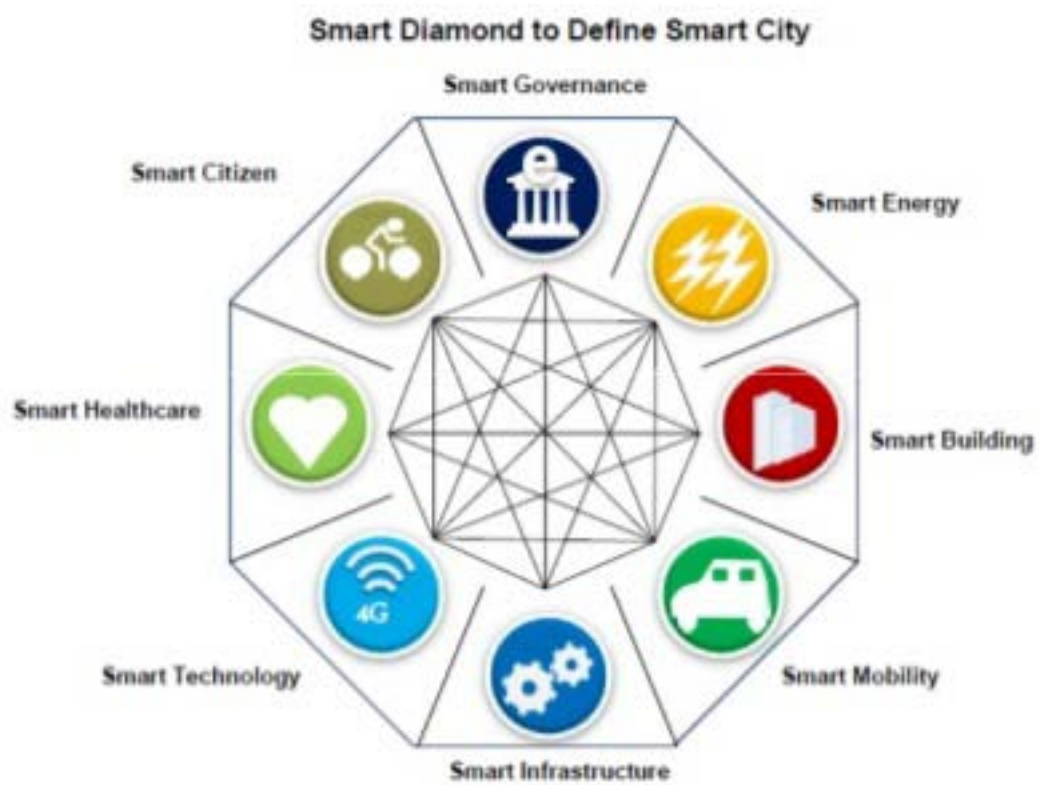 Smart Diamond to Define Smart City
Smart Governance
Smart Citizen
e
Smart Energy
Smart Healthcare
Smart Building
4G
Smart Technology
Smart Mobility
Smart Infrastructure